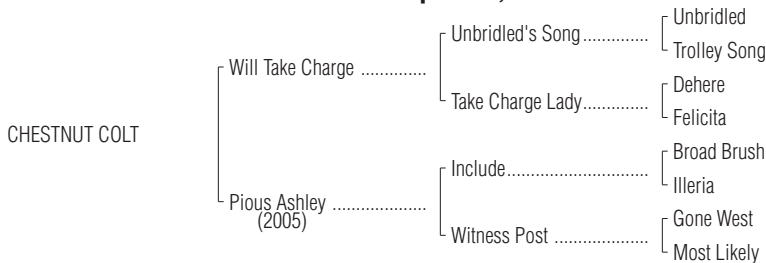 Unbridled
Unbridled's Song..............
Trolley Song
Will Take Charge ..............
Dehere
Take Charge Lady..............
Felicita
CHESTNUT COLT
Broad Brush
Include..............................
Illeria
Pious Ashley ....................
(2005)
Gone West
Witness Post ....................
Most Likely